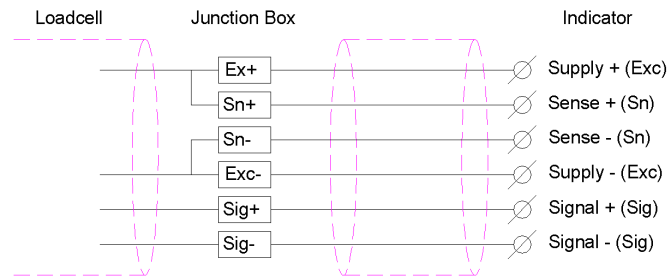 Loadcell Junction Box Indicator
Ex+ Supply + (Exc)
Sn+ Sense + (Sn)
Sn- Sense - (Sn)
Exc- Supply - (Exc)
Sig+ Signal + (Sig)
Sig- Signal - (Sig)